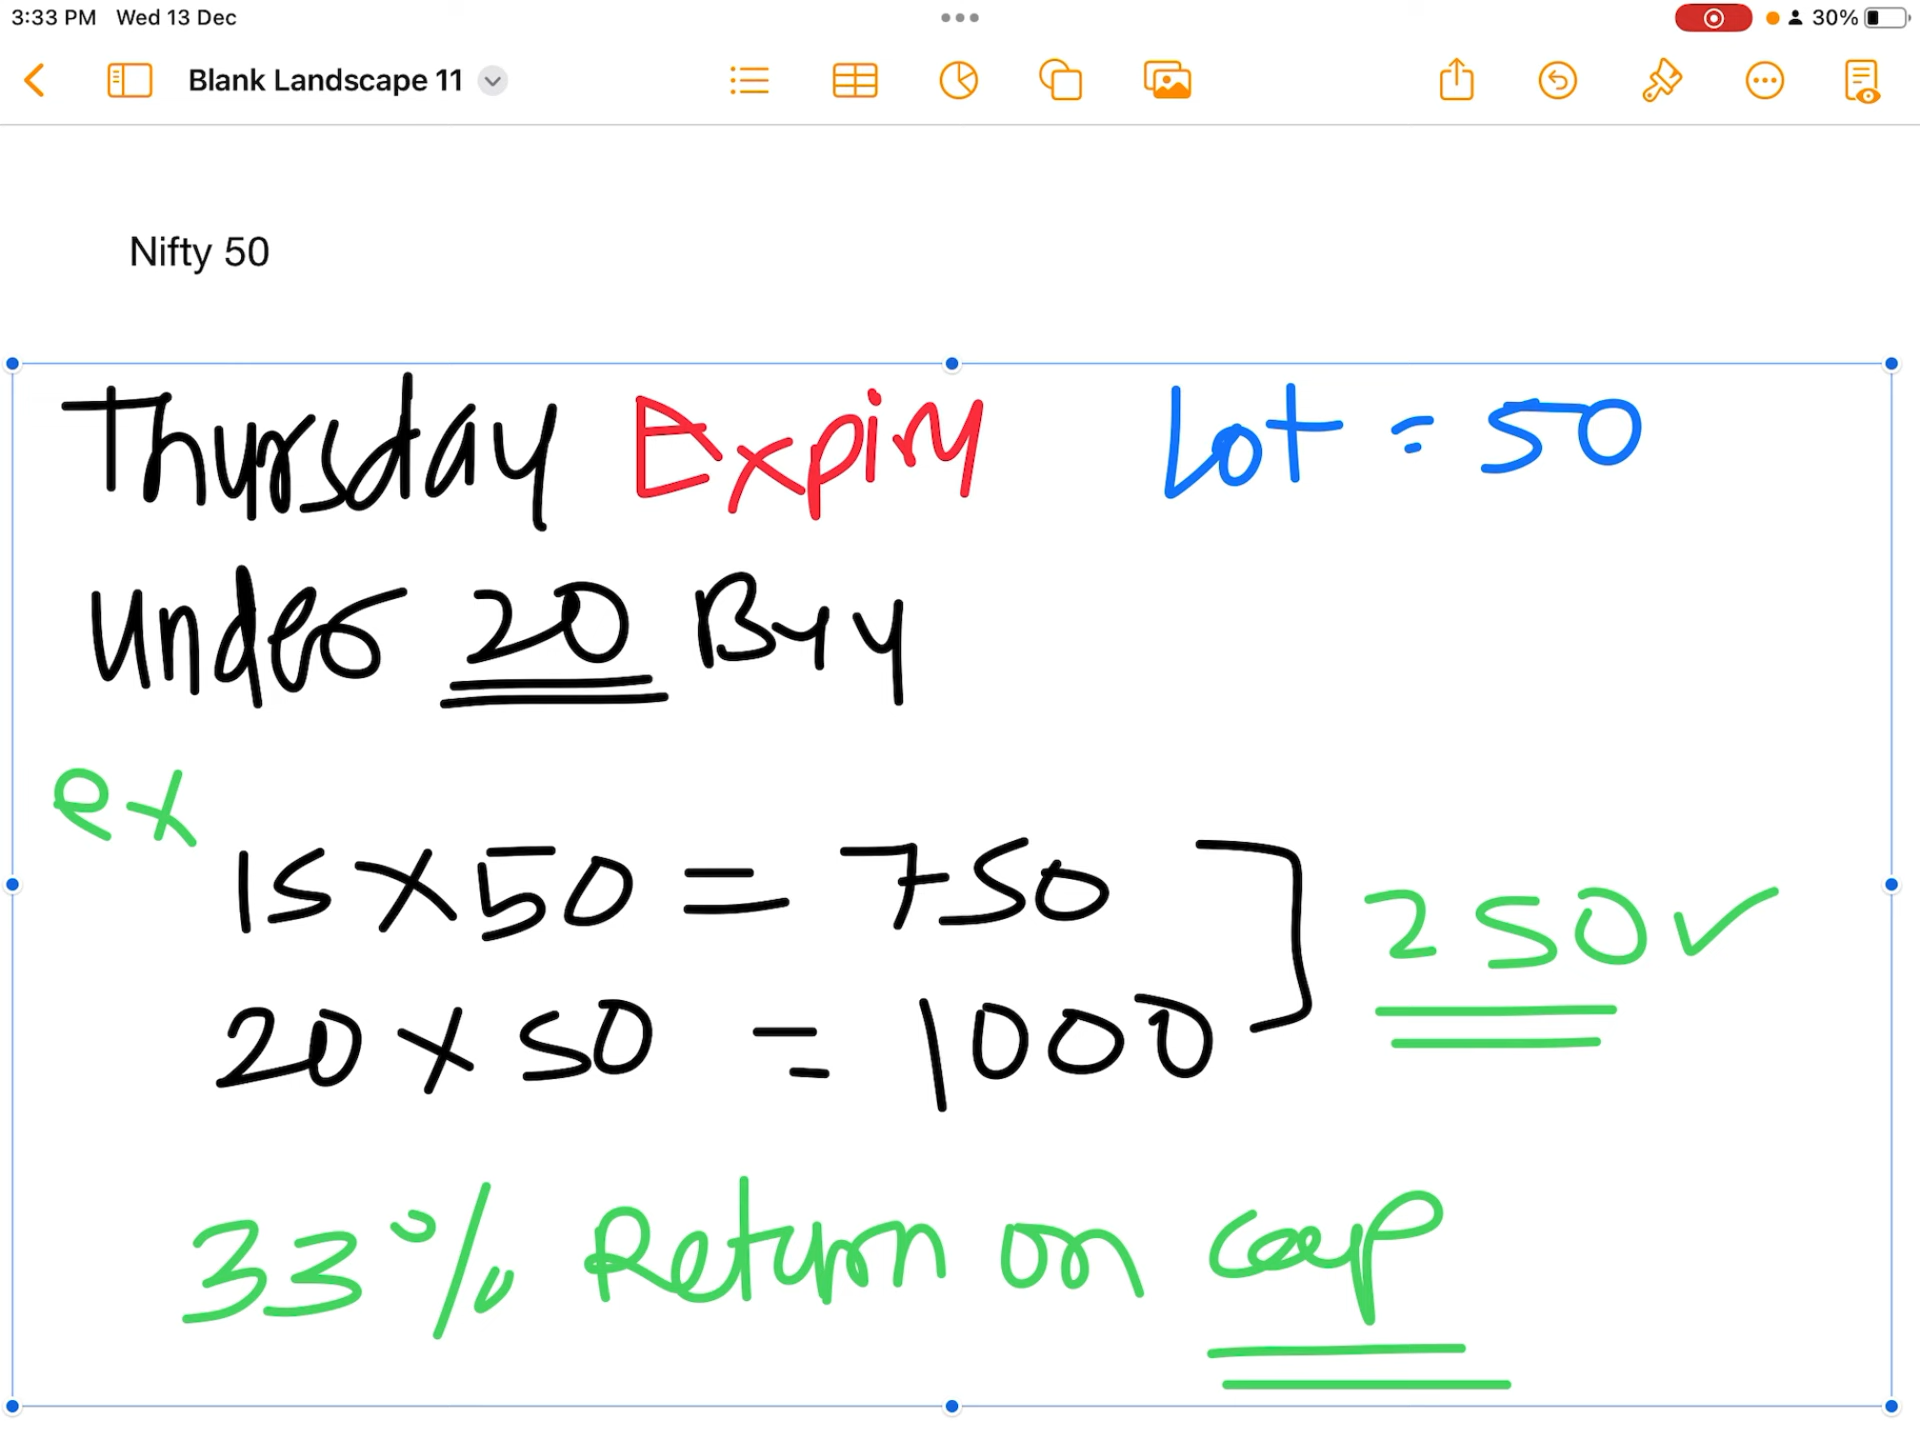 3:33 PM Wed 13 Dec 30%
Blank Landscape 11
Nifty 50
Thursday Expiry Lot = 50
Under 20 Buy
ex
15 x 50 = 750
250 ✓
20 x 50 = 1000
33% Return on cap